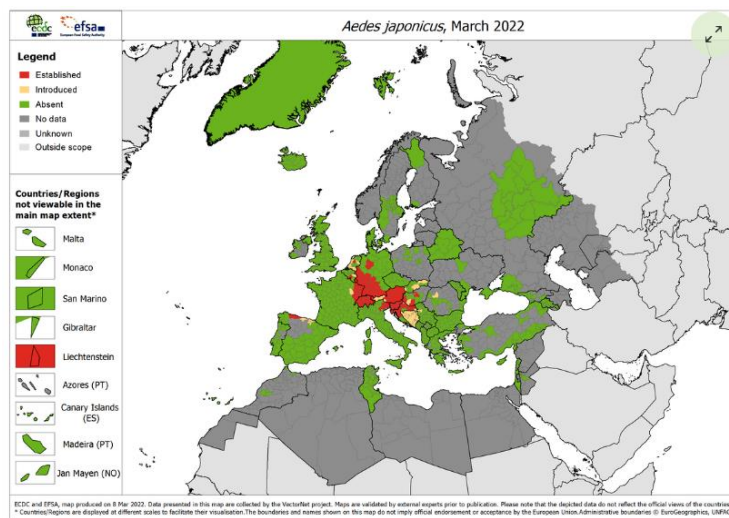 ecdc
efsa
European Food Safety Authority
Aedes japonicus, March 2022
Legend
Established
Introduced
Absent
No data
Unknown
Outside scope
Countries/Regions
not viewable in the
main map extent*
Malta
Monaco
San Marino
Gibraltar
Liechtenstein
Azores (PT)
Canary Islands
(ES)
Madeira (PT)
Jan Mayen (NO)
ECDC and EFSA, map produced on 8 Mar 2022. Data presented in this map are collected by the VectorNet project. Maps are validated by external experts prior to publication. Please note that the depicted data do not reflect the official views of the countries
* Countries/Regions are displayed at different scales to facilitate their visualisation.The boundaries and names shown on this map do not imply official endorsement or acceptance by the European Union.Administrative boundaries © EuroGeographics, UNFAO